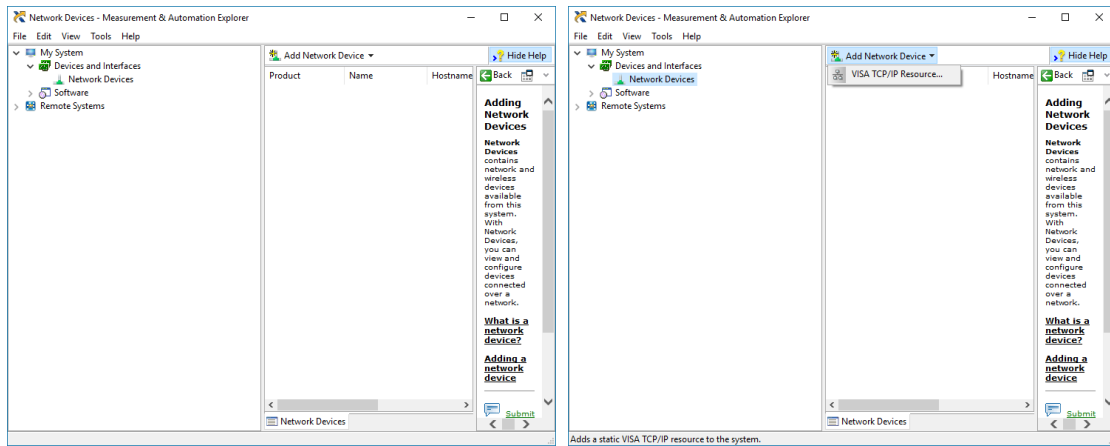 Network Devices - Measurement & Automation Explorer
File Edit View Tools Help
My System
Devices and Interfaces
Network Devices
Software
Remote Systems
Add Network Device
Hide Help
Product Name Hostname
Back
Adding
Network
Devices
Network
Devices
contains
network and
wireless
devices
available
from this
system.
With
Network
Devices,
you can
view and
configure
devices
connected
over a
network.
What is a
network
device?
Adding a
network
device
Submit
Network Devices
Network Devices - Measurement & Automation Explorer
File Edit View Tools Help
My System
Devices and Interfaces
Network Devices
Software
Remote Systems
Add Network Device
Hide Help
VISA TCP/IP Resource...
Hostname
Back
Adding
Network
Devices
Network
Devices
contains
network and
wireless
devices
available
from this
system.
With
Network
Devices,
you can
view and
configure
devices
connected
over a
network.
What is a
network
device?
Adding a
network
device
Submit
Network Devices
Adds a static VISA TCP/IP resource to the system.